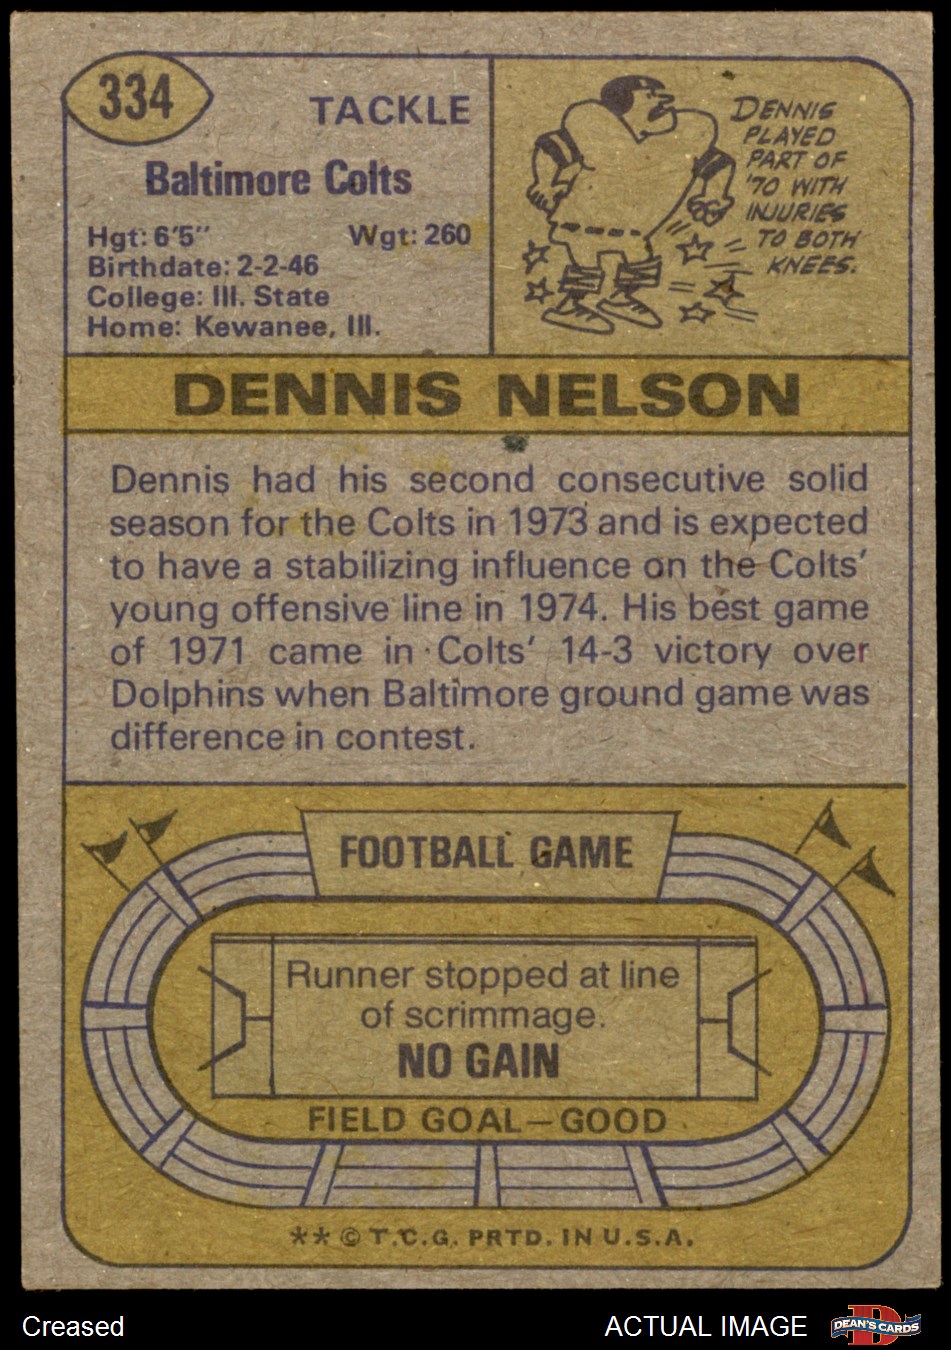 334
TACKLE
Baltimore Colts
Hgt: 6'5" Wgt: 260
Birthdate: 2-2-46
College: Ill. State
Home: Kewanee, Ill.
DENNIS
PLAYED
PART OF
'70 WITH
INJURIES
TO BOTH
KNEES.
DENNIS NELSON
Dennis had his second consecutive solid
season for the Colts in 1973 and is expected
to have a stabilizing influence on the Colts'
young offensive line in 1974. His best game
of 1971 came in Colts' 14-3 victory over
Dolphins when Baltimore ground game was
difference in contest.
FOOTBALL GAME
Runner stopped at line
of scrimmage.
NO GAIN
FIELD GOAL—GOOD
** © T.C.G. PRTD. IN U.S.A.
Creased
ACTUAL IMAGE
D
DEAN'S CARDS